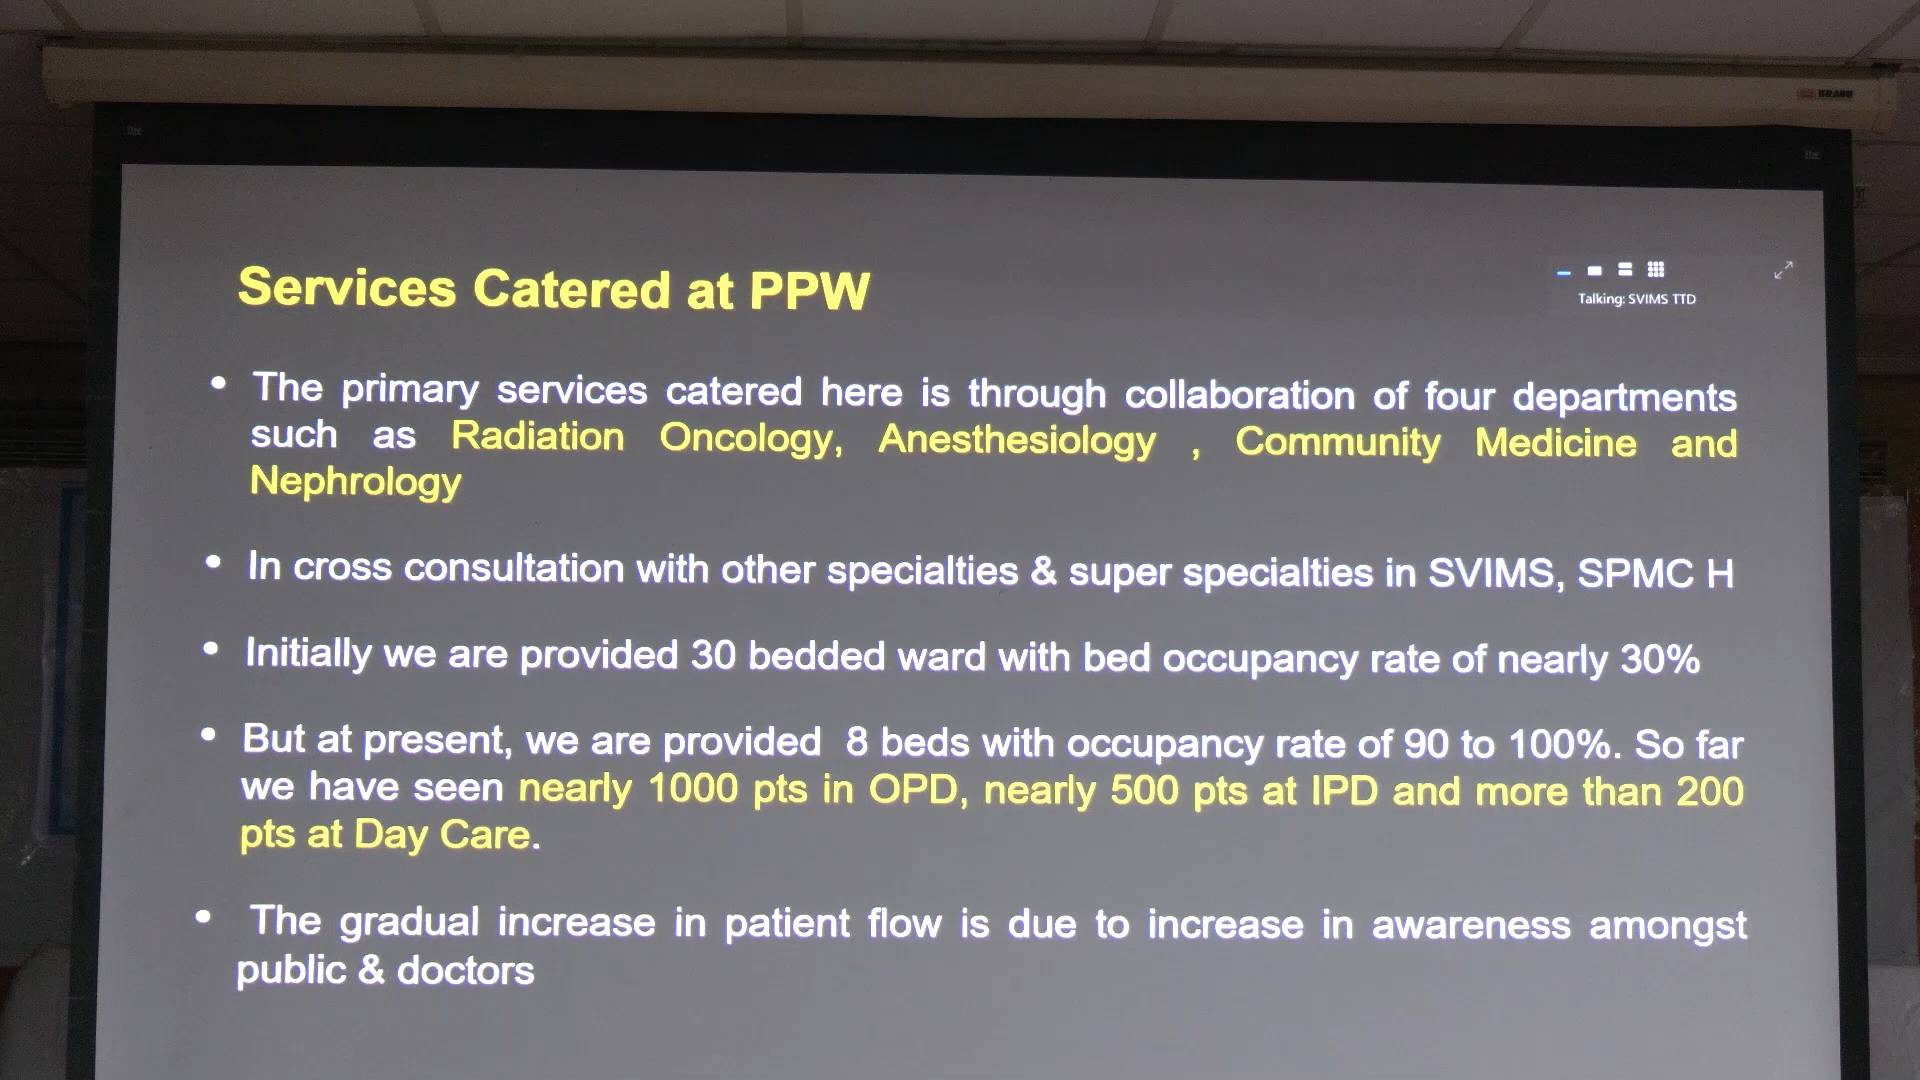 BRAUN
Services Catered at PPW
Talking: SVIMS TTD
• The primary services catered here is through collaboration of four departments
such as Radiation Oncology, Anesthesiology , Community Medicine and
Nephrology
• In cross consultation with other specialties & super specialties in SVIMS, SPMC H
• Initially we are provided 30 bedded ward with bed occupancy rate of nearly 30%
• But at present, we are provided 8 beds with occupancy rate of 90 to 100%. So far
we have seen nearly 1000 pts in OPD, nearly 500 pts at IPD and more than 200
pts at Day Care.
• The gradual increase in patient flow is due to increase in awareness amongst
public & doctors